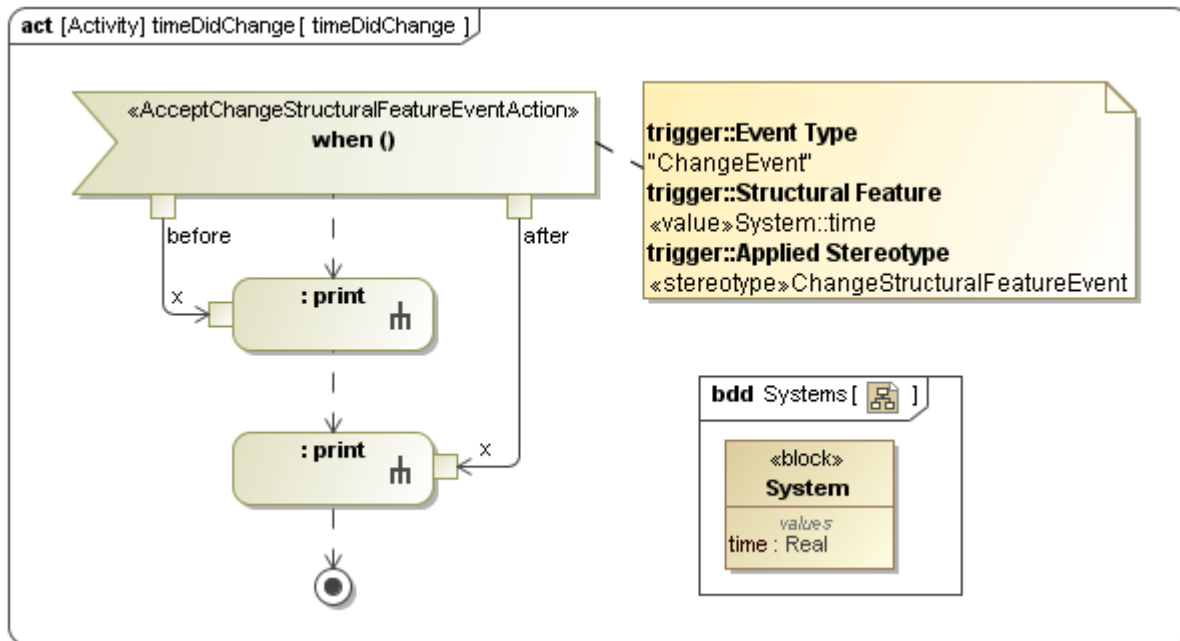 act [Activity] timeDidChange [ timeDidChange ]
«AcceptChangeStructuralFeatureEventAction»
when ()
before
after
x
: print
: print
x
trigger::Event Type
"ChangeEvent"
trigger::Structural Feature
«value»System::time
trigger::Applied Stereotype
«stereotype»ChangeStructuralFeatureEvent
bdd Systems [ ]
«block»
System
values
time : Real